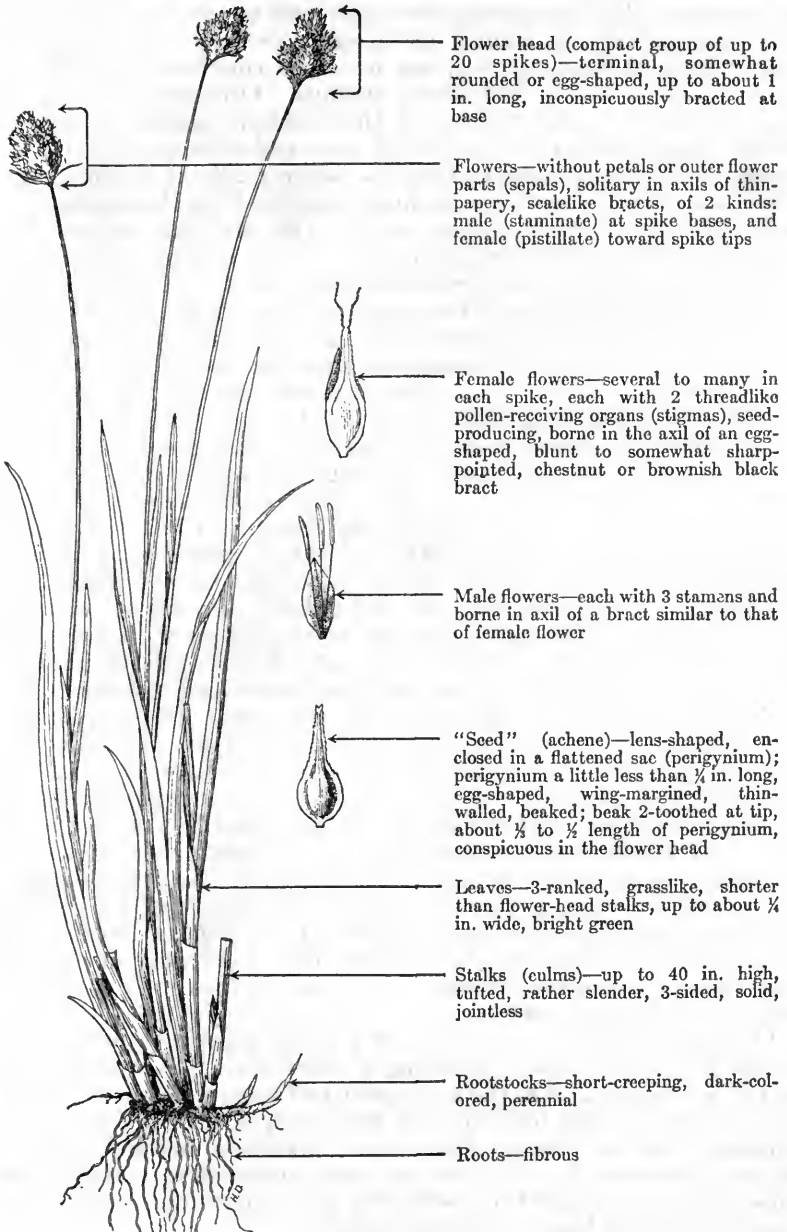 Flower head (compact group of up to
20 spikes)—terminal, somewhat
rounded or egg-shaped, up to about 1
in. long, inconspicuously bracted at
base
Flowers—without petals or outer flower
parts (sepals), solitary in axils of thin-
papery, scalelike bracts, of 2 kinds:
male (staminate) at spike bases, and
female (pistillate) toward spike tips
Female flowers—several to many in
each spike, each with 2 threadlike
pollen-receiving organs (stigmas), seed-
producing, borne in the axil of an egg-
shaped, blunt to somewhat sharp-
pointed, chestnut or brownish black
bract
Male flowers—each with 3 stamens and
borne in axil of a bract similar to that
of female flower
"Seed" (achene)—lens-shaped, en-
closed in a flattened sac (perigynium);
perigynium a little less than ¼ in. long,
egg-shaped, wing-margined, thin-
walled, beaked; beak 2-toothed at tip,
about ⅓ to ½ length of perigynium,
conspicuous in the flower head
Leaves—3-ranked, grasslike, shorter
than flower-head stalks, up to about ¼
in. wide, bright green
Stalks (culms)—up to 40 in. high,
tufted, rather slender, 3-sided, solid,
jointless
Rootstocks—short-creeping, dark-col-
ored, perennial
Roots—fibrous